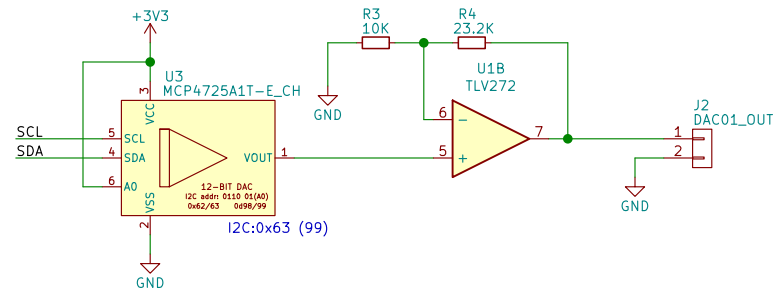 +3V3
U3
MCP4725A1T-E_CH
3
VCC
SCL
5
SCL
SDA
4
SDA
6
A0
VOUT
1
12-BIT DAC
I2C addr: 0110 01(A0)
0x62/63 0d98/99
VSS
2
I2C:0x63 (99)
GND
R3
10K
R4
23.2K
GND
U1B
TLV272
6
−
5
+
7
J2
DAC01_OUT
1
2
GND